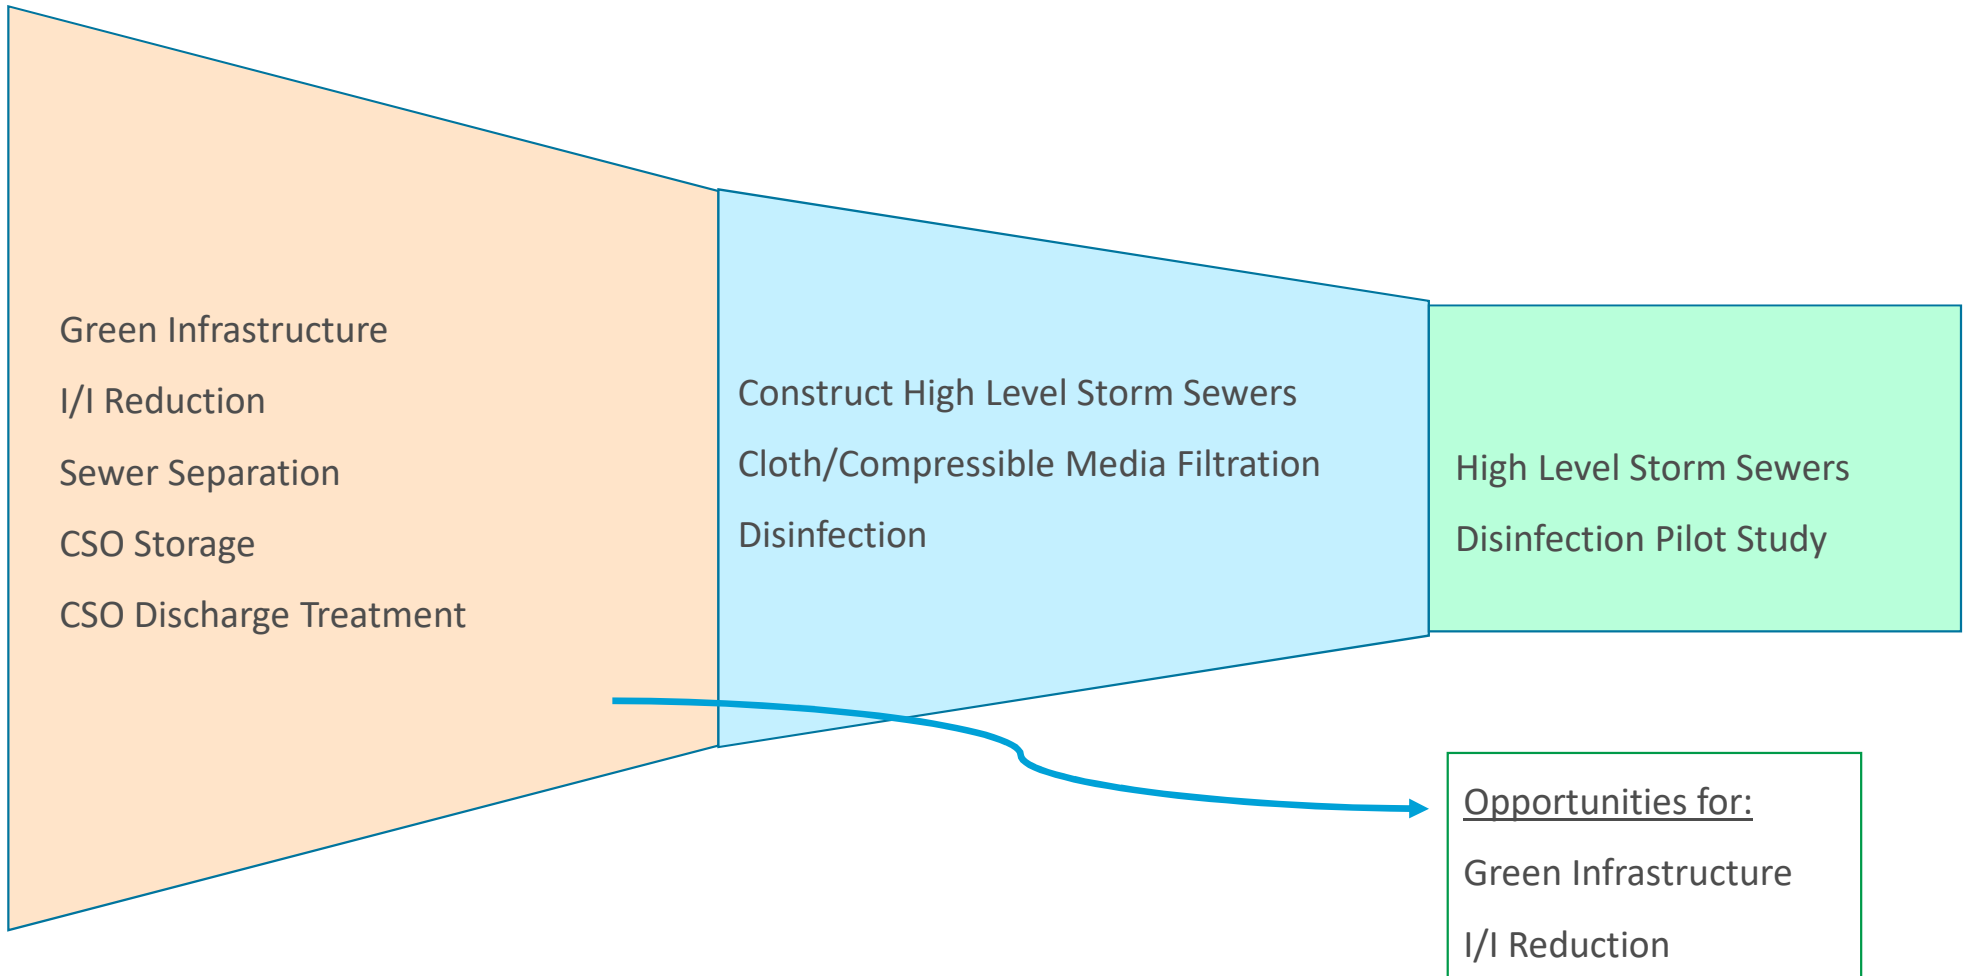 Green Infrastructure
I/I Reduction
Sewer Separation
CSO Storage
CSO Discharge Treatment
Construct High Level Storm Sewers
Cloth/Compressible Media Filtration
Disinfection
High Level Storm Sewers
Disinfection Pilot Study
Opportunities for:
Green Infrastructure
I/I Reduction